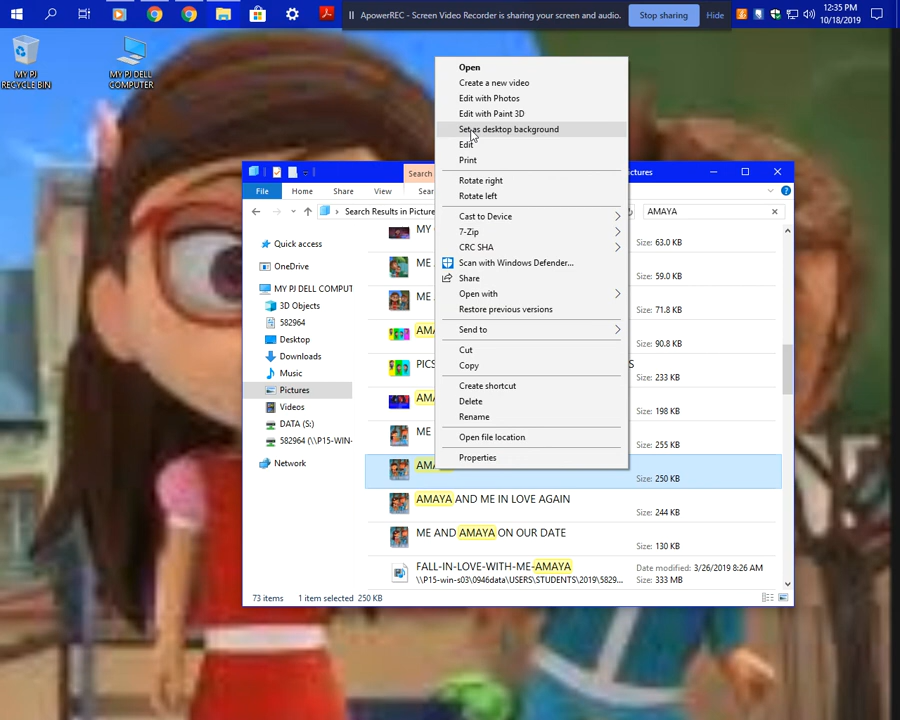 ApowerREC - Screen Video Recorder is sharing your screen and audio.
Stop sharing
Hide
12:35 PM
10/18/2019
MY PJ
RECYCLE BIN
MY PJ DELL
COMPUTER
Open
Create a new video
Edit with Photos
Edit with Paint 3D
Set as desktop background
Edit
Print
Rotate right
Rotate left
Cast to Device
7-Zip
CRC SHA
Scan with Windows Defender...
Share
Open with
Restore previous versions
Send to
Cut
Copy
Create shortcut
Delete
Rename
Open file location
Properties
Search
File
Home
Share
View
Sear
Search Results in Picture
AMAYA
Quick access
OneDrive
MY PJ DELL COMPUT
3D Objects
582964
Desktop
Downloads
Music
Pictures
Videos
DATA (S:)
582964 (\\P15-WIN-
Network
MY
Size: 63.0 KB
ME
Size: 59.0 KB
ME
Size: 71.8 KB
AMA
Size: 90.8 KB
PICS
S
Size: 233 KB
AMA
Size: 198 KB
ME
Size: 255 KB
AMA
Size: 250 KB
AMAYA AND ME IN LOVE AGAIN
Size: 244 KB
ME AND AMAYA ON OUR DATE
Size: 130 KB
FALL-IN-LOVE-WITH-ME-AMAYA
\\P15-win-s03\0946data\USERS\STUDENTS\2019\5829...
Date modified: 3/26/2019 8:26 AM
Size: 333 MB
73 items
1 item selected 250 KB